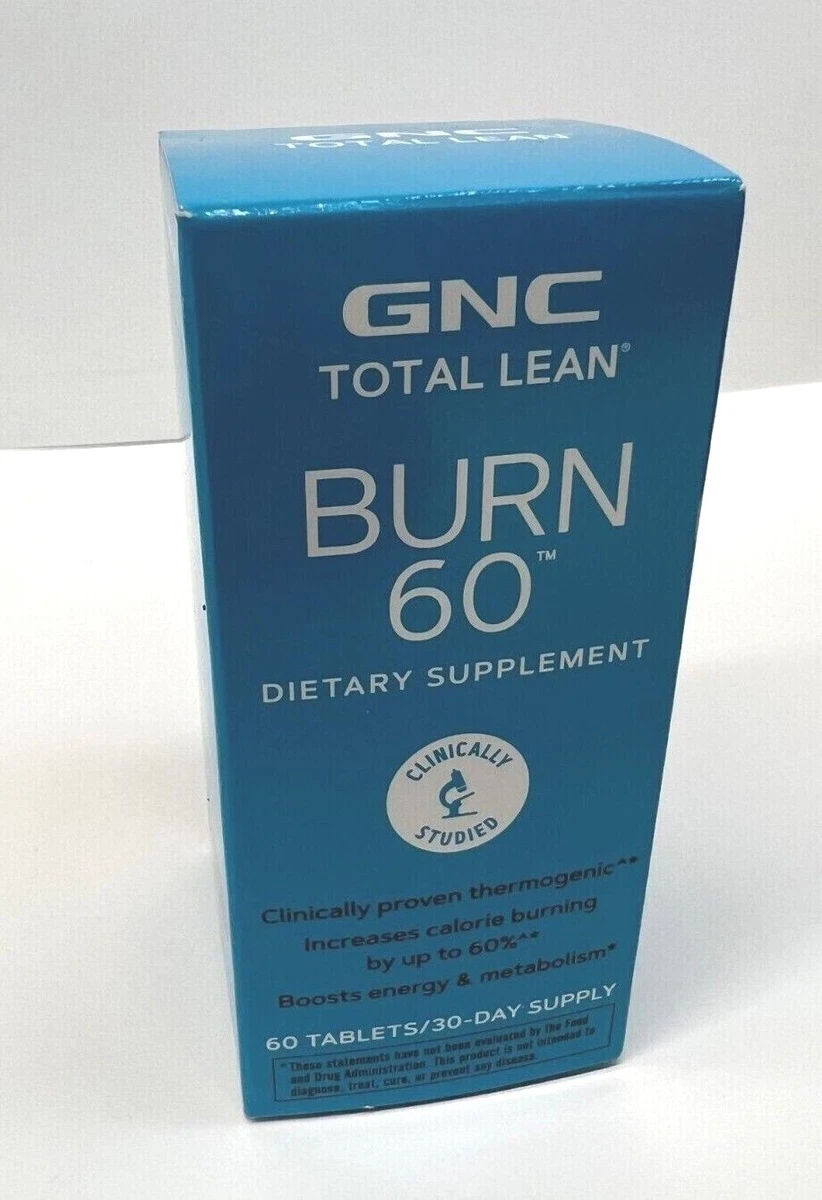 GNC
TOTAL LEAN®
GNC
TOTAL LEAN®
BURN
60™
DIETARY SUPPLEMENT
CLINICALLY
STUDIED
Clinically proven thermogenic^*
Increases calorie burning
by up to 60%^*
Boosts energy & metabolism*
60 TABLETS/30-DAY SUPPLY
*These statements have not been evaluated by the Food
and Drug Administration. This product is not intended to
diagnose, treat, cure, or prevent any disease.